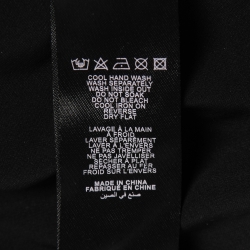 COOL HAND WASH
WASH SEPARATELY
WASH INSIDE OUT
DO NOT SOAK
DO NOT BLEACH
COOL IRON ON
REVERSE
DRY FLAT
LAVAGE À LA MAIN
À FROID
LAVER SÉPARÉMENT
LAVER À L'ENVERS
NE PAS TREMPER
NE PAS JAVELLISER
SÉCHER À PLAT
REPASSER AU FER
FROID SUR L'ENVERS
MADE IN CHINA
FABRIQUÉ EN CHINE
صنع في الصين